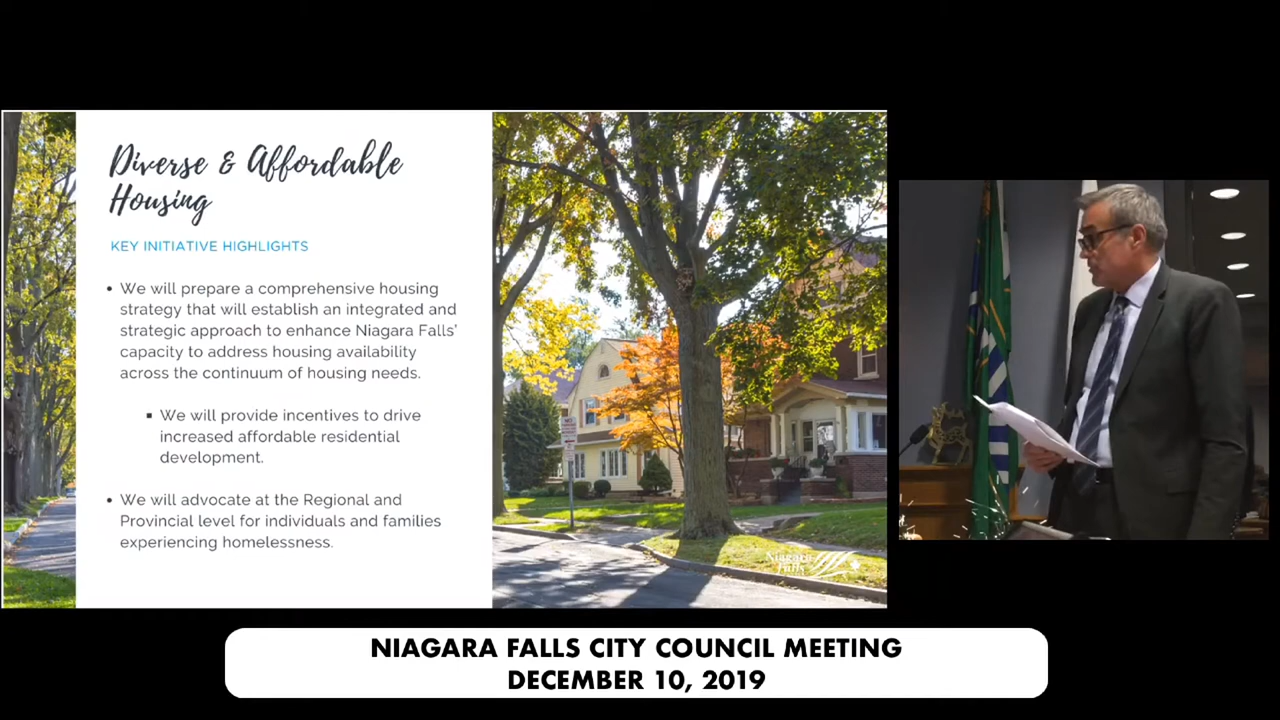 Diverse & Affordable
Housing
KEY INITIATIVE HIGHLIGHTS
• We will prepare a comprehensive housing
strategy that will establish an integrated and
strategic approach to enhance Niagara Falls'
capacity to address housing availability
across the continuum of housing needs.
▪ We will provide incentives to drive
increased affordable residential
development.
• We will advocate at the Regional and
Provincial level for individuals and families
experiencing homelessness.
Niagara
Falls
NIAGARA FALLS CITY COUNCIL MEETING
DECEMBER 10, 2019